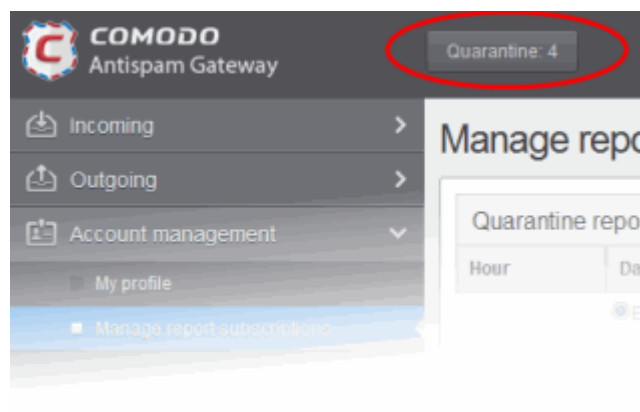 C COMODO
Antispam Gateway
Quarantine: 4
Incoming
Manage repo
Outgoing
Account management
Quarantine repo
Hour Da
My profile
Manage report subscriptions